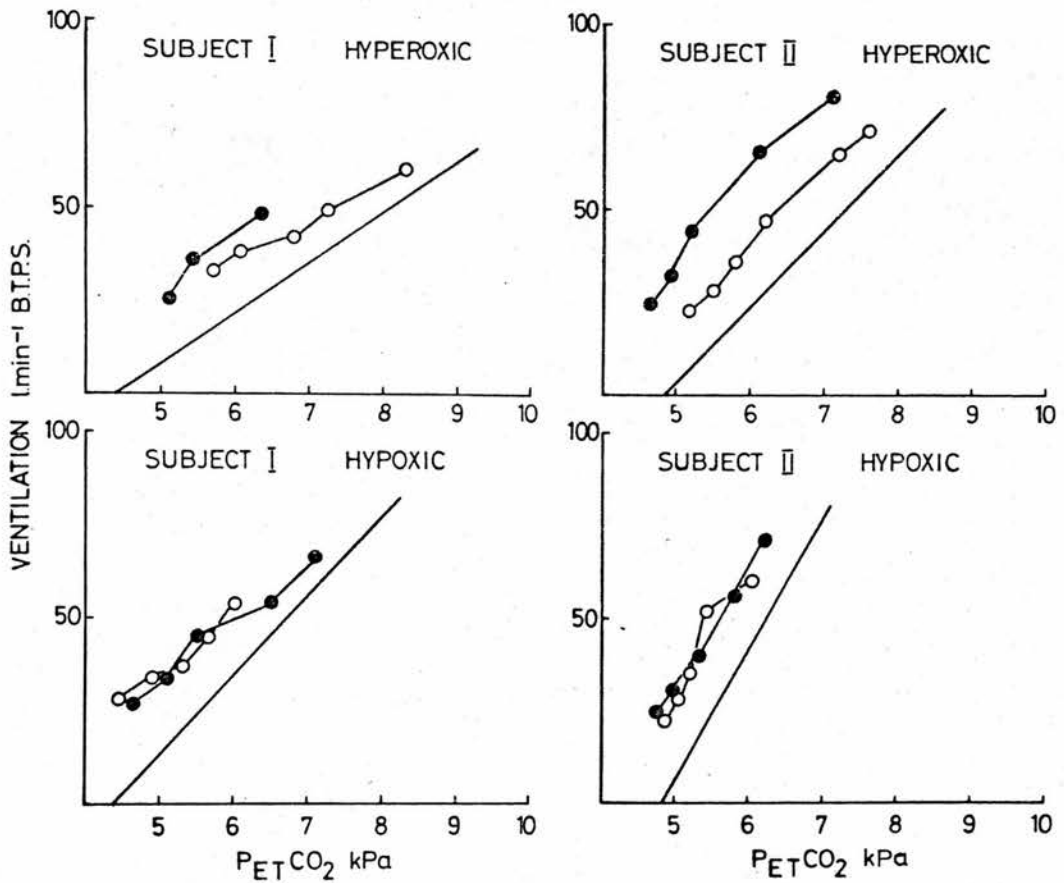 100
SUBJECT I HYPEROXIC
50
5 6 7 8 9 10
SUBJECT II HYPEROXIC
50
5 6 7 8 9 10
VENTILATION l.min⁻¹ B.T.P.S.
100
SUBJECT I HYPOXIC
50
5 6 7 8 9 10
PETCO₂ kPa
100
SUBJECT II HYPOXIC
50
5 6 7 8 9 10
PETCO₂ kPa
100